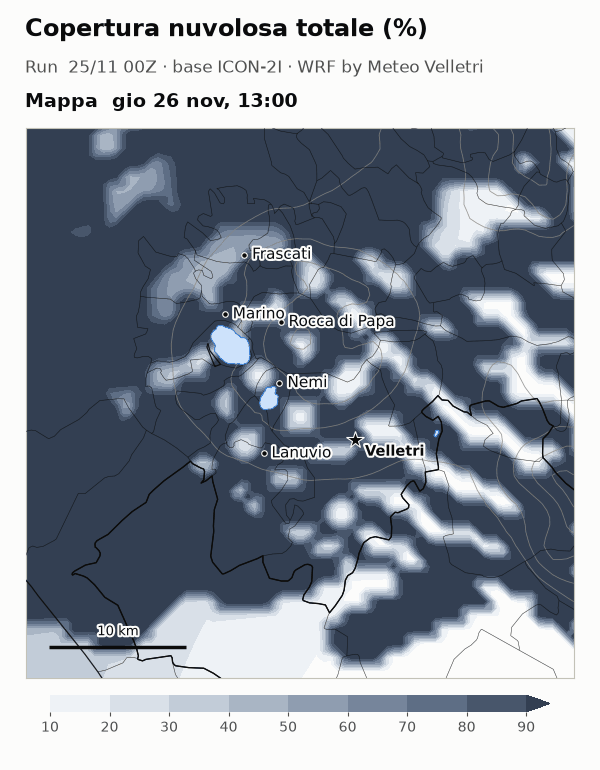 Copertura nuvolosa totale (%)
Run  25/11 00Z · base ICON-2I · WRF by Meteo Velletri
Mappa  gio 26 nov, 13:00
Frascati
Marino
Rocca di Papa
Nemi
Velletri
Lanuvio
10 km
10 20 30 40 50 60 70 80 90